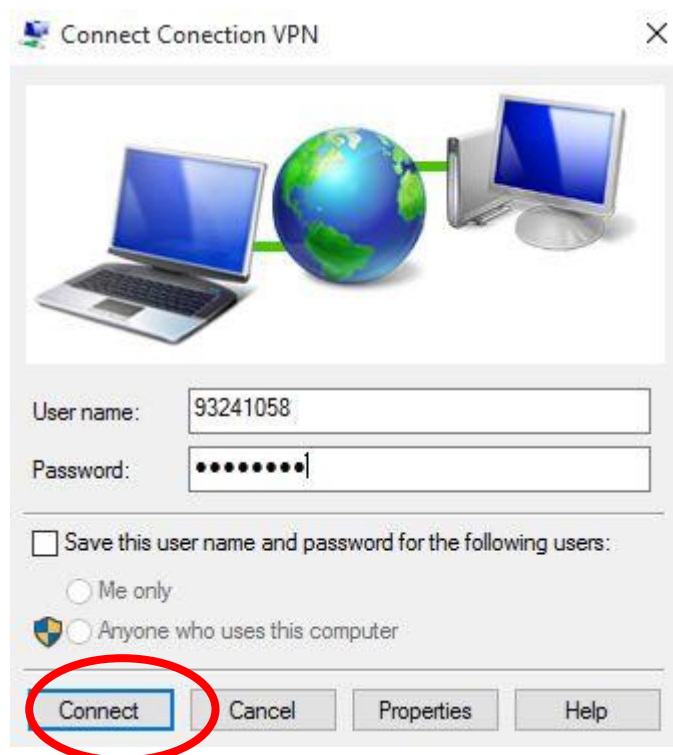 Connect Conection VPN
User name:
93241058
Password:
••••••••
Save this user name and password for the following users:
Me only
Anyone who uses this computer
Connect Cancel Properties Help